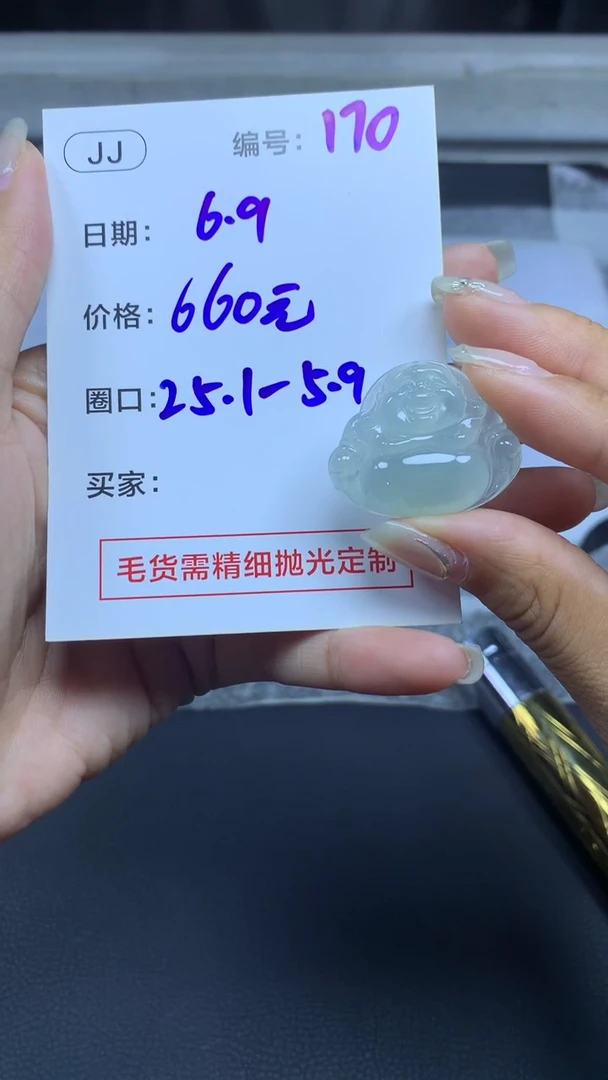 JJ 编号: 170
日期: 6.9
价格: 660元
圈口: 25.1-5.9
买家:
毛货需精细抛光定制